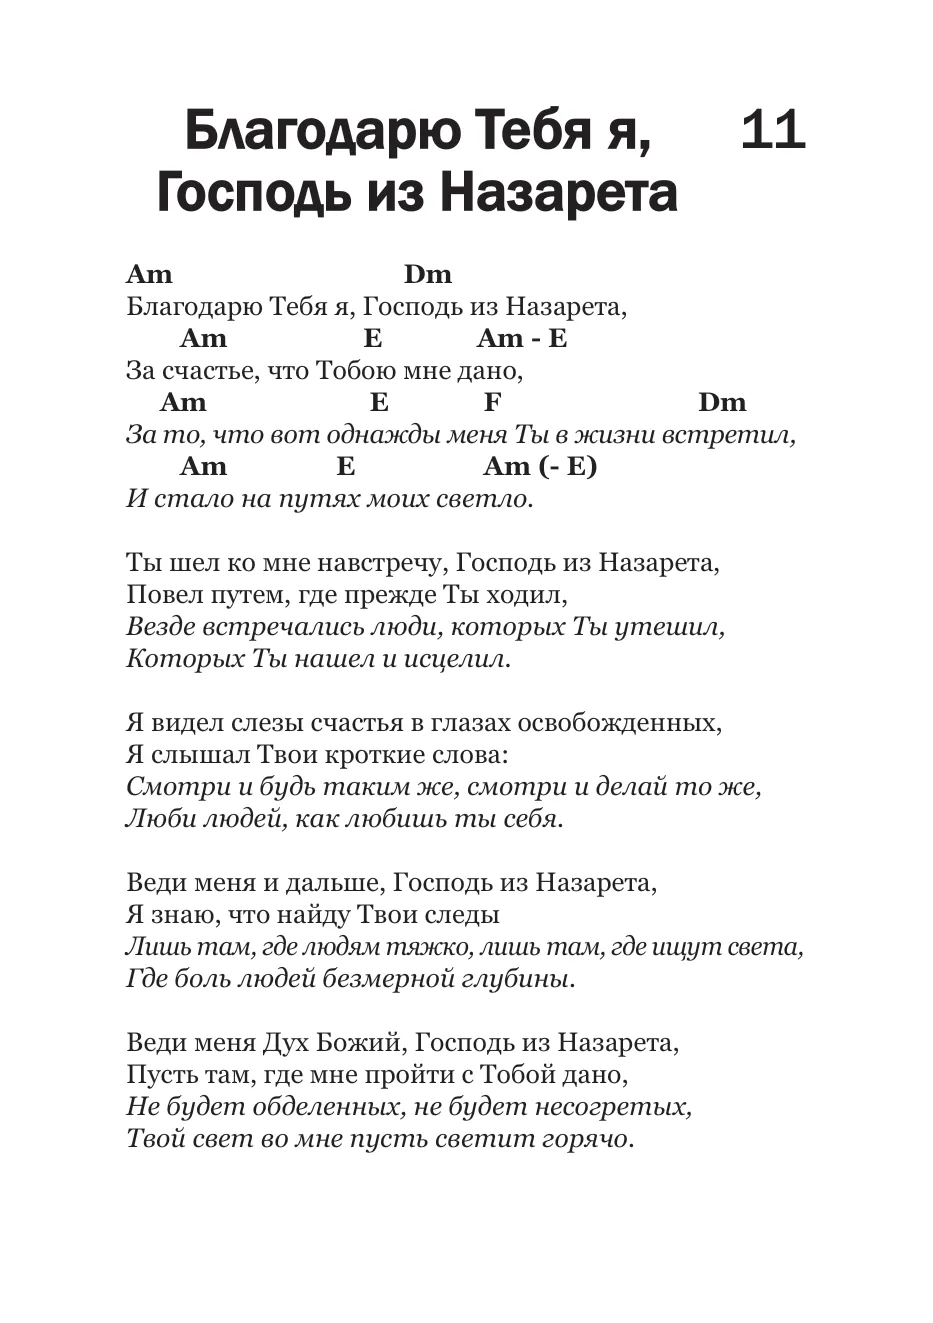 Благодарю Тебя я, 11
Господь из Назарета
Am Dm
Благодарю Тебя я, Господь из Назарета,
Am E Am - E
За счастье, что Тобою мне дано,
Am E F Dm
За то, что вот однажды меня Ты в жизни встретил,
Am E Am (- E)
И стало на путях моих светло.
Ты шел ко мне навстречу, Господь из Назарета,
Повел путем, где прежде Ты ходил,
Везде встречались люди, которых Ты утешил,
Которых Ты нашел и исцелил.
Я видел слезы счастья в глазах освобожденных,
Я слышал Твои кроткие слова:
Смотри и будь таким же, смотри и делай то же,
Люби людей, как любишь ты себя.
Веди меня и дальше, Господь из Назарета,
Я знаю, что найду Твои следы
Лишь там, где людям тяжко, лишь там, где ищут света,
Где боль людей безмерной глубины.
Веди меня Дух Божий, Господь из Назарета,
Пусть там, где мне пройти с Тобой дано,
Не будет обделенных, не будет несогретых,
Твой свет во мне пусть светит горячо.